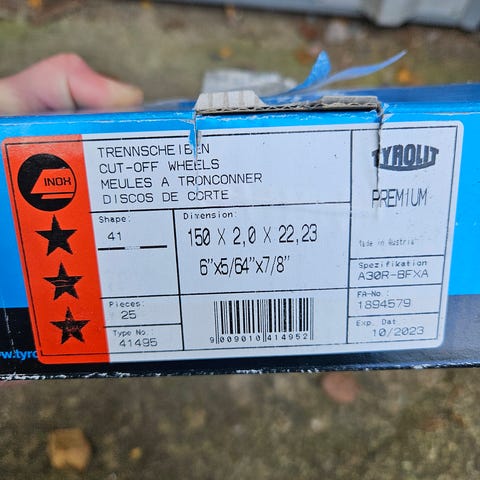 TRENNSCHEIBEN
CUT-OFF WHEELS
MEULES A TRONCONNER
DISCOS DE CORTE
INOX
TYROLIT
PREMIUM
Made in Austria
Shape:
41
Dimension:
150 X 2,0 X 22,23
6"x5/64"x7/8"
Spezifikation
A30R-BFXA
Pieces:
25
FA-No:
1894579
Type No.
41495
9 009010 414952
Exp. Dat
10/2023
www.tyro